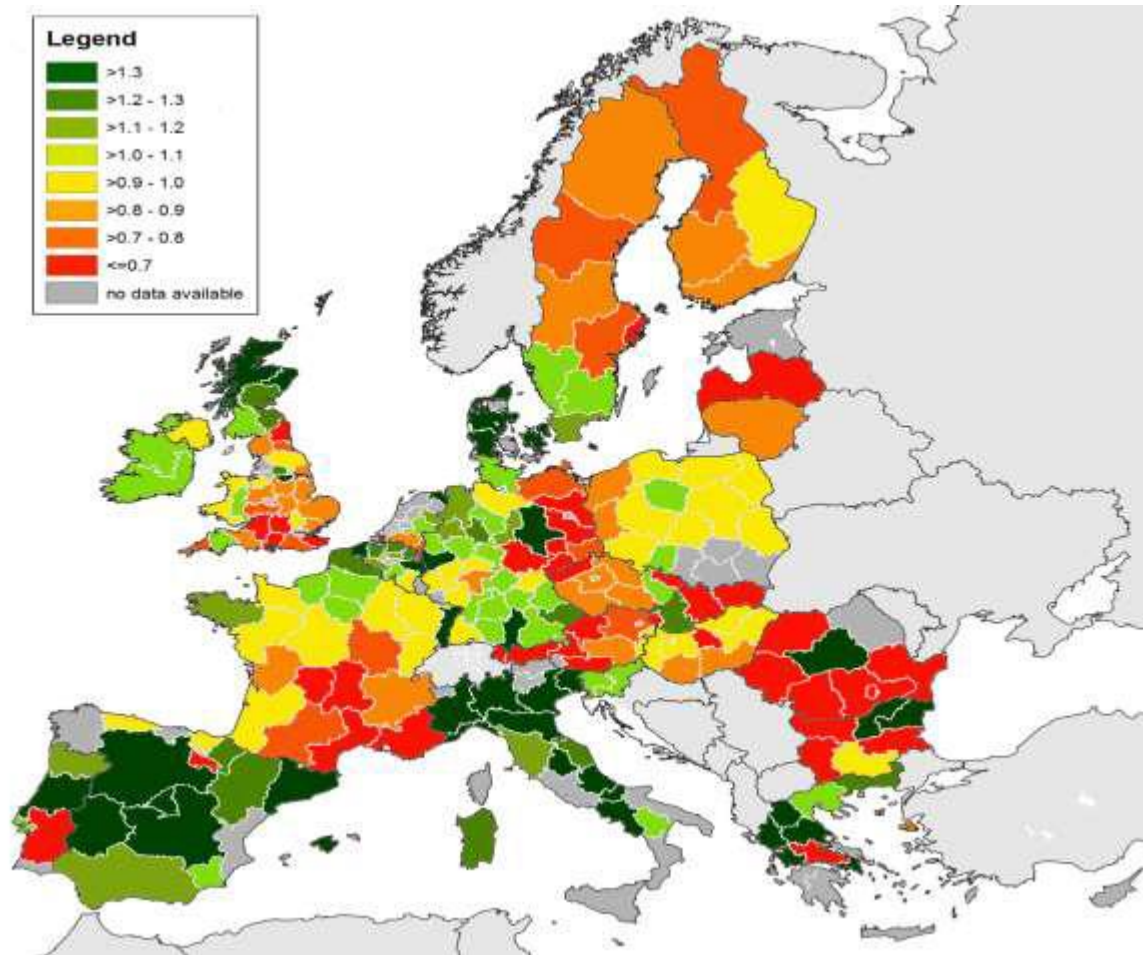 Legend
>1.3
>1.2 - 1.3
>1.1 - 1.2
>1.0 - 1.1
>0.9 - 1.0
>0.8 - 0.9
>0.7 - 0.8
<=0.7
no data available